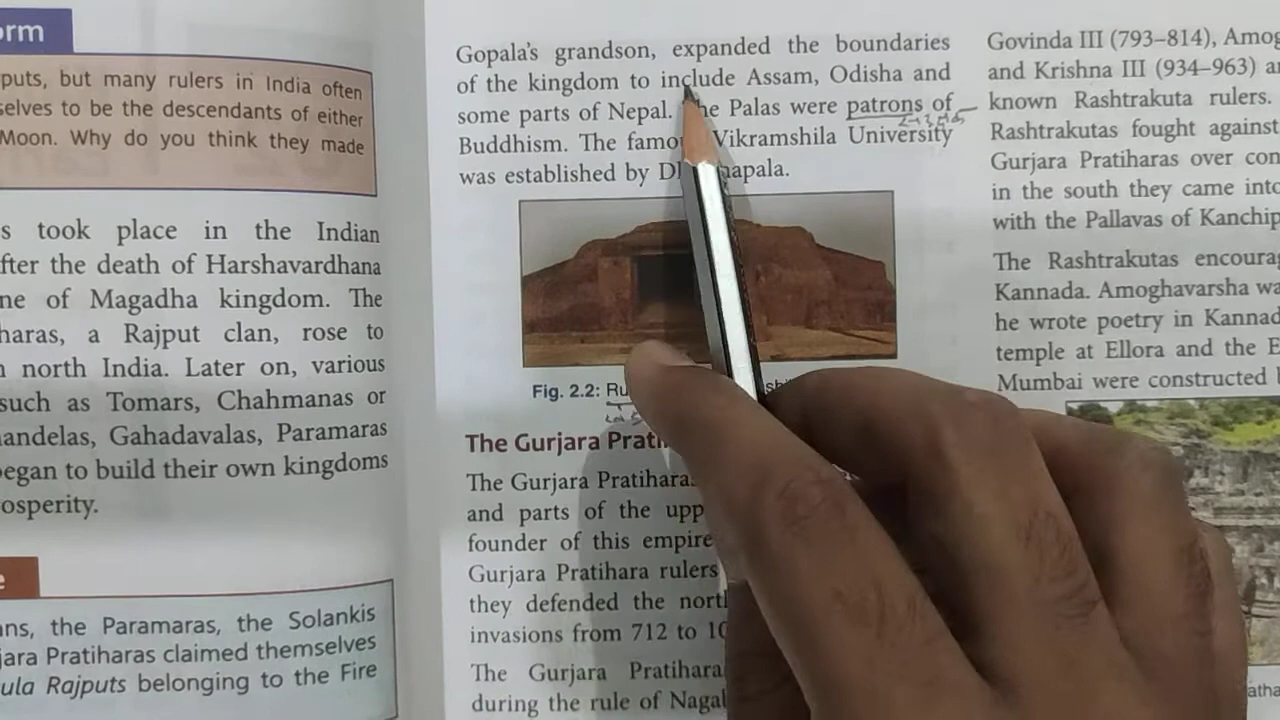 orm
puts, but many rulers in India often
selves to be the descendants of either
Moon. Why do you think they made
s took place in the Indian
fter the death of Harshavardhana
ne of Magadha kingdom. The
haras, a Rajput clan, rose to
n north India. Later on, various
such as Tomars, Chahmanas or
andelas, Gahadavalas, Paramaras
egan to build their own kingdoms
osperity.
e
ans, the Paramaras, the Solankis
jara Pratiharas claimed themselves
ula Rajputs belonging to the Fire
Gopala's grandson, expanded the boundaries
of the kingdom to include Assam, Odisha and
some parts of Nepal. he Palas were patrons of
Buddhism. The famou Vikramshila University
was established by Dh mapala.
Fig. 2.2: Ru shi
The Gurjara Prati
The Gurjara Pratihara
and parts of the upp
founder of this empire
Gurjara Pratihara rulers
they defended the north
invasions from 712 to 10
The Gurjara Pratihara
during the rule of Nagal
Govinda III (793–814), Amog
and Krishna III (934–963) ar
known Rashtrakuta rulers.
Rashtrakutas fought against
Gurjara Pratiharas over con
in the south they came into
with the Pallavas of Kanchip
The Rashtrakutas encourag
Kannada. Amoghavarsha wa
he wrote poetry in Kannad
temple at Ellora and the E
Mumbai were constructed b
atha